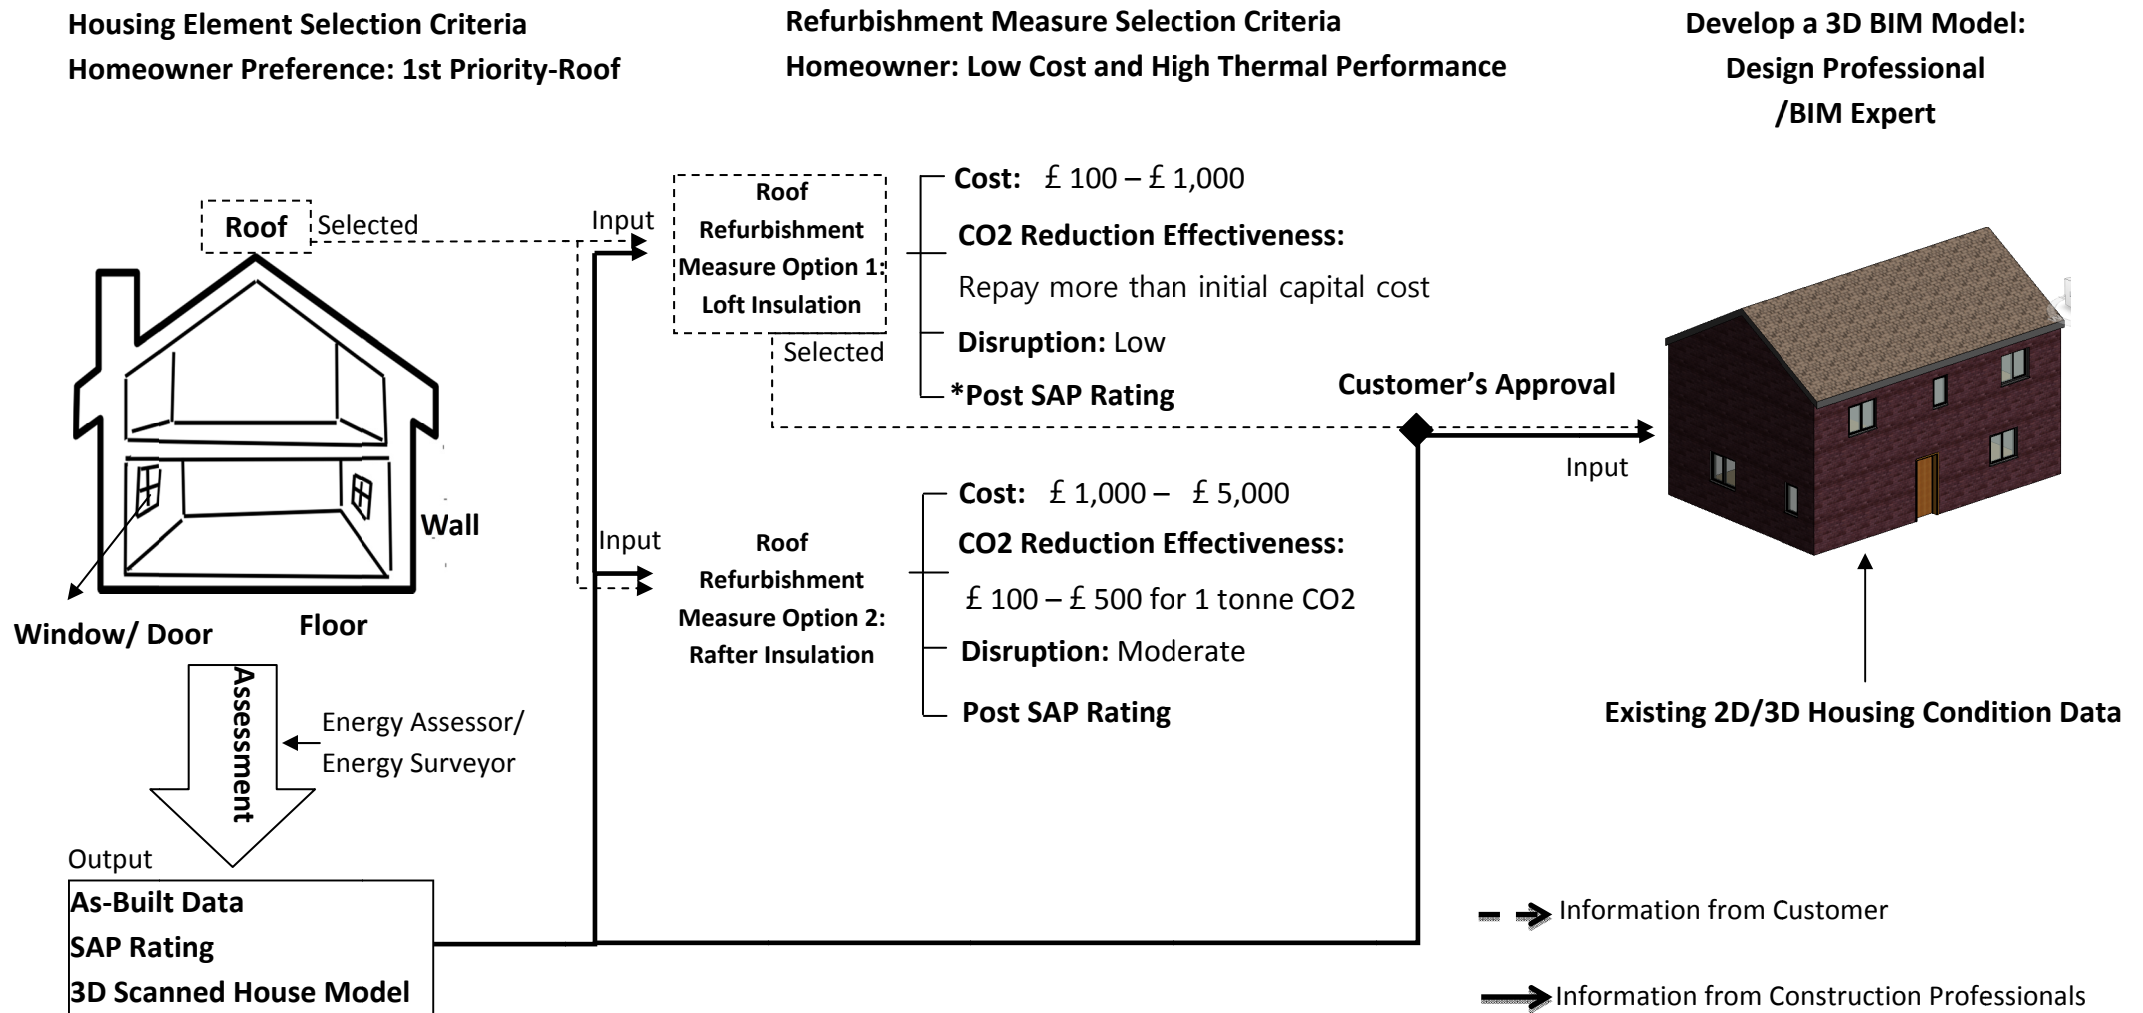 Housing Element Selection Criteria
Homeowner Preference: 1st Priority-Roof
Refurbishment Measure Selection Criteria
Homeowner: Low Cost and High Thermal Performance
Develop a 3D BIM Model:
Design Professional
/BIM Expert
Roof
Selected
Input
Roof
Refurbishment
Measure Option 1:
Loft Insulation
Selected
Cost: £ 100 – £ 1,000
CO2 Reduction Effectiveness:
Repay more than initial capital cost
Disruption: Low
*Post SAP Rating
Customer's Approval
Input
Wall
Window/ Door
Floor
Input
Roof
Refurbishment
Measure Option 2:
Rafter Insulation
Cost: £ 1,000 – £ 5,000
CO2 Reduction Effectiveness:
£ 100 – £ 500 for 1 tonne CO2
Disruption: Moderate
Post SAP Rating
Existing 2D/3D Housing Condition Data
Assessment
Energy Assessor/
Energy Surveyor
Output
As-Built Data
SAP Rating
3D Scanned House Model
Information from Customer
Information from Construction Professionals